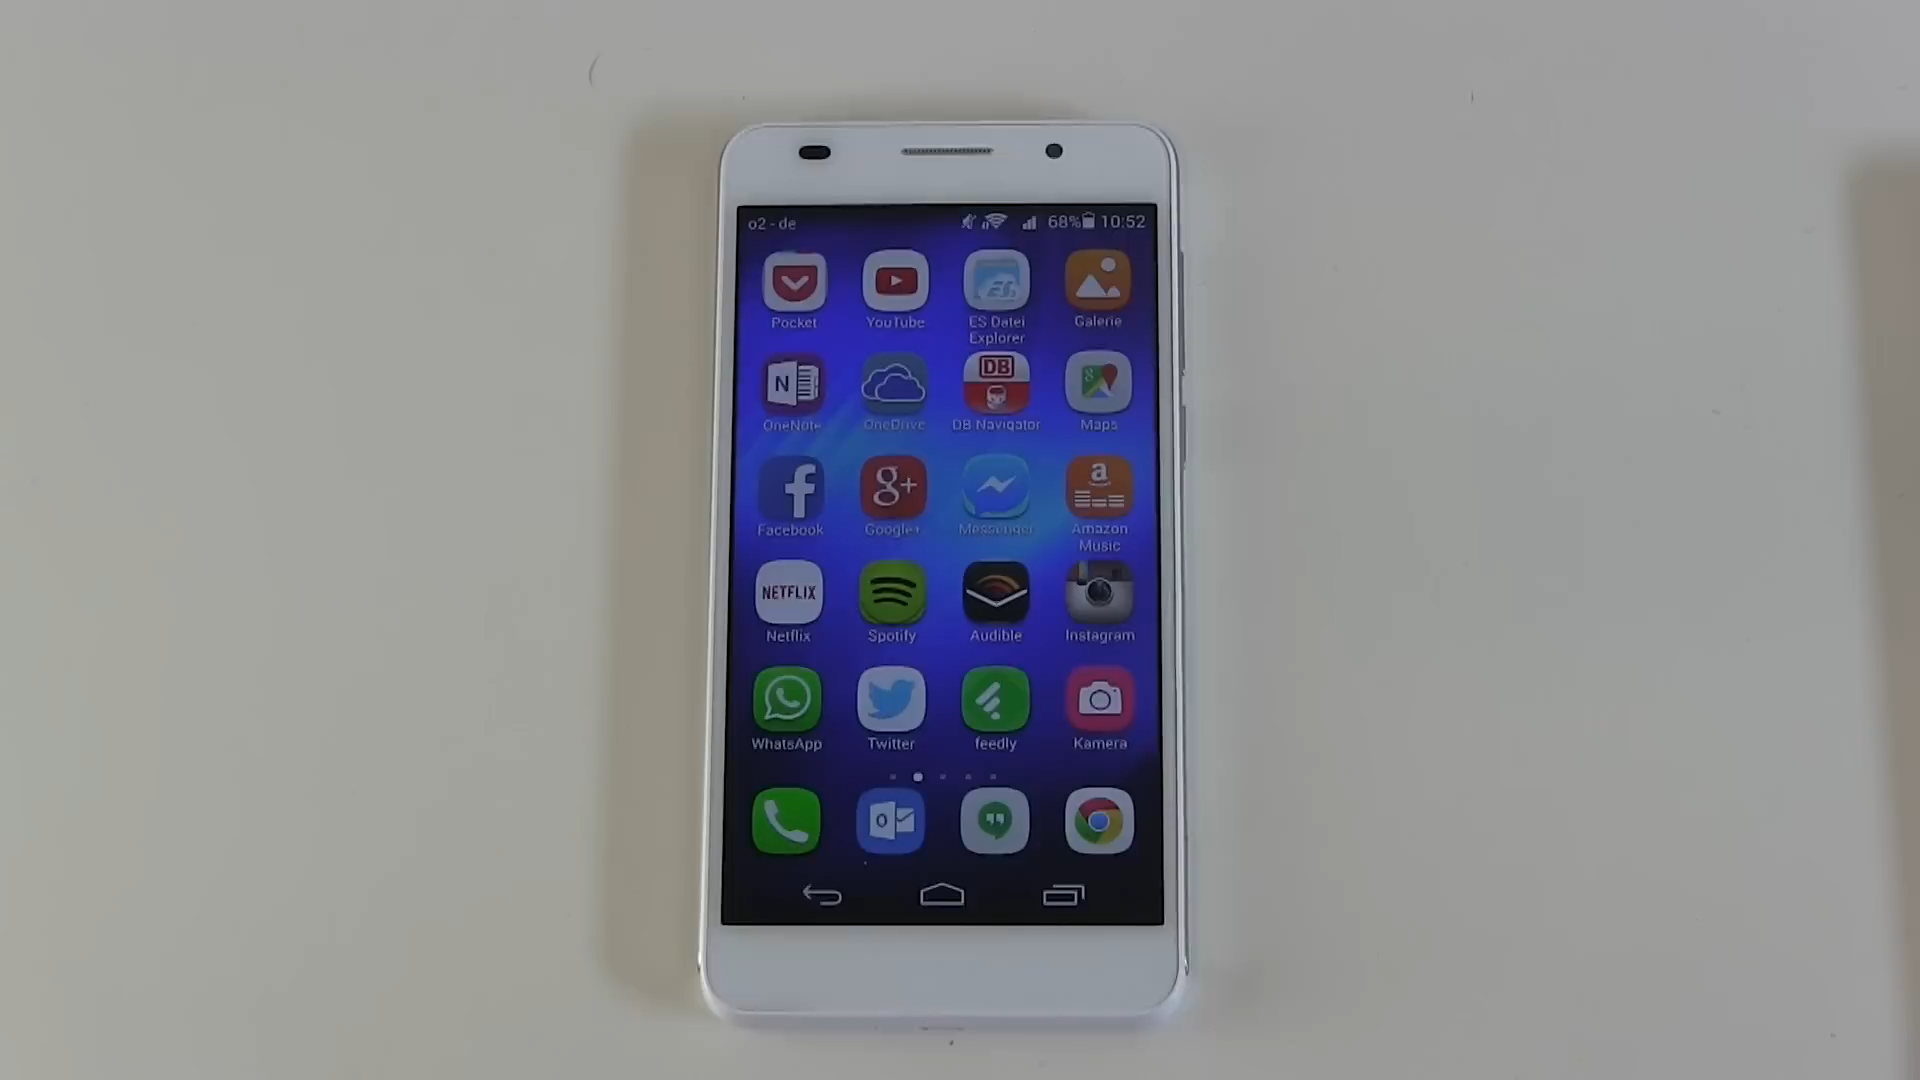 o2 - de 68% 10:52
Pocket YouTube ES Datei Explorer Galerie
N DB g
OneNote OneDrive DB Navigator Maps
f g+ a
Facebook Google+ Messenger Amazon Music
NETFLIX
Netflix Spotify Audible Instagram
WhatsApp Twitter feedly Kamera
o